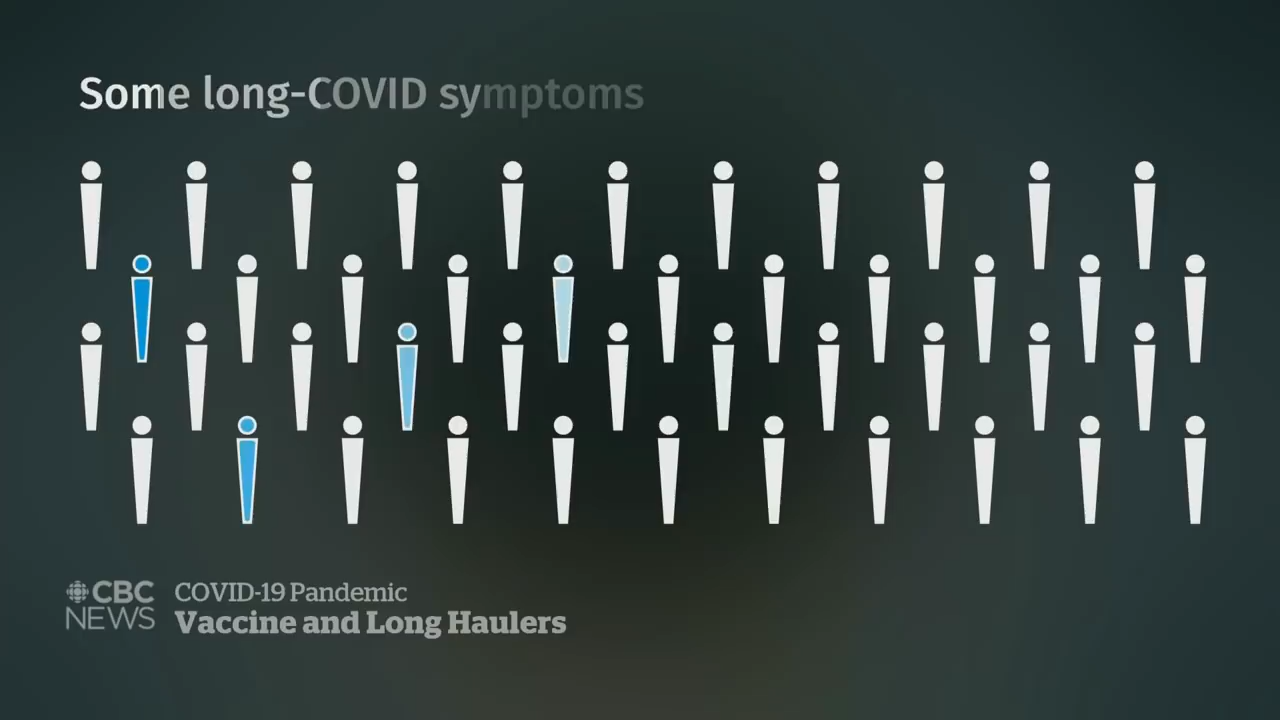 Some long-COVID symptoms
CBC NEWS
COVID-19 Pandemic
Vaccine and Long Haulers